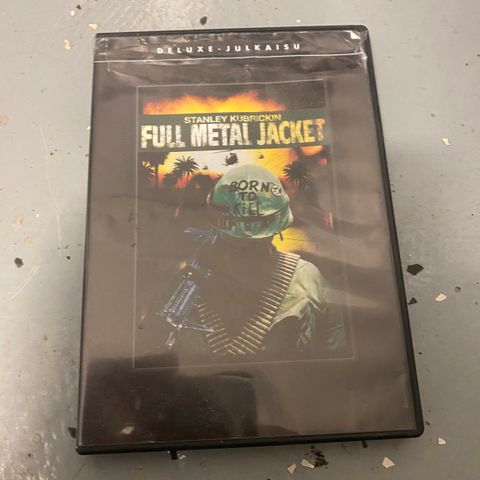 DELUXE-JULKAISU
STANLEY KUBRICKIN
FULL METAL JACKET
BORN
TO
KiLL